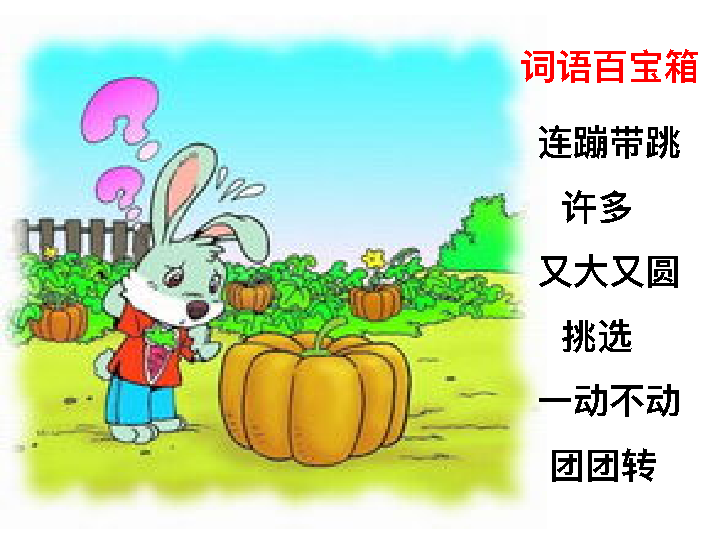 词语百宝箱
连蹦带跳
许多
又大又圆
挑选
一动不动
团团转